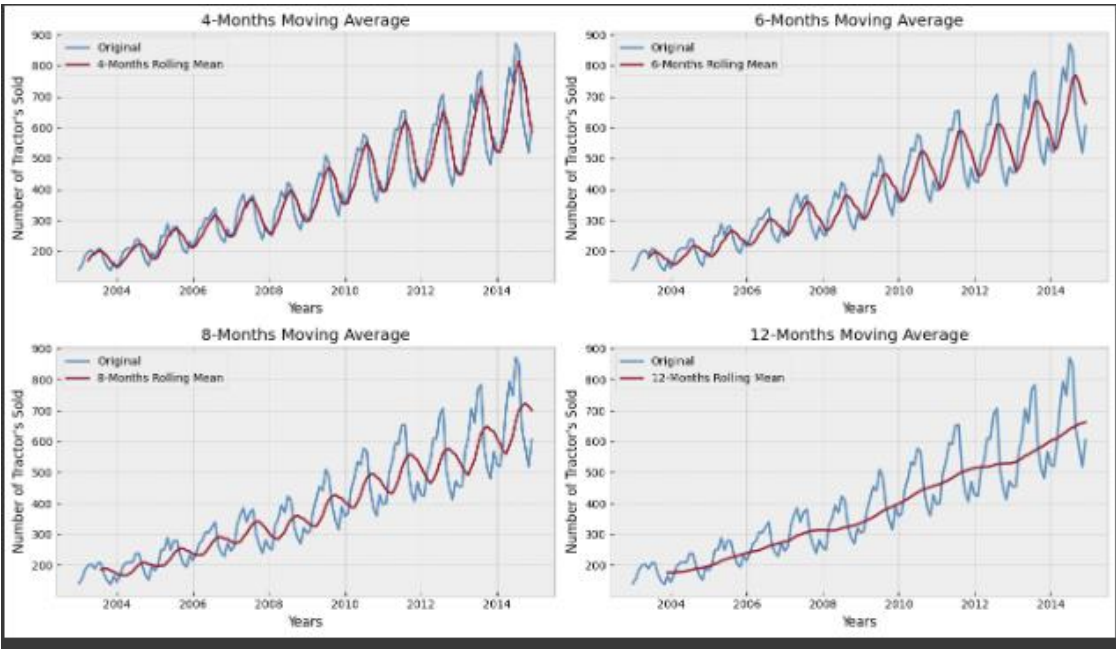 4-Months Moving Average
Original
4-Months Rolling Mean
Number of Tractor's Sold
900
800
700
600
500
400
300
200
2004 2006 2008 2010 2012 2014
Years
6-Months Moving Average
Original
6-Months Rolling Mean
Number of Tractor's Sold
900
800
700
600
500
400
300
200
2004 2006 2008 2010 2012 2014
Years
8-Months Moving Average
Original
8-Months Rolling Mean
Number of Tractor's Sold
900
800
700
600
500
400
300
200
2004 2006 2008 2010 2012 2014
Years
12-Months Moving Average
Original
12-Months Rolling Mean
Number of Tractor's Sold
900
800
700
600
500
400
300
200
2004 2006 2008 2010 2012 2014
Years